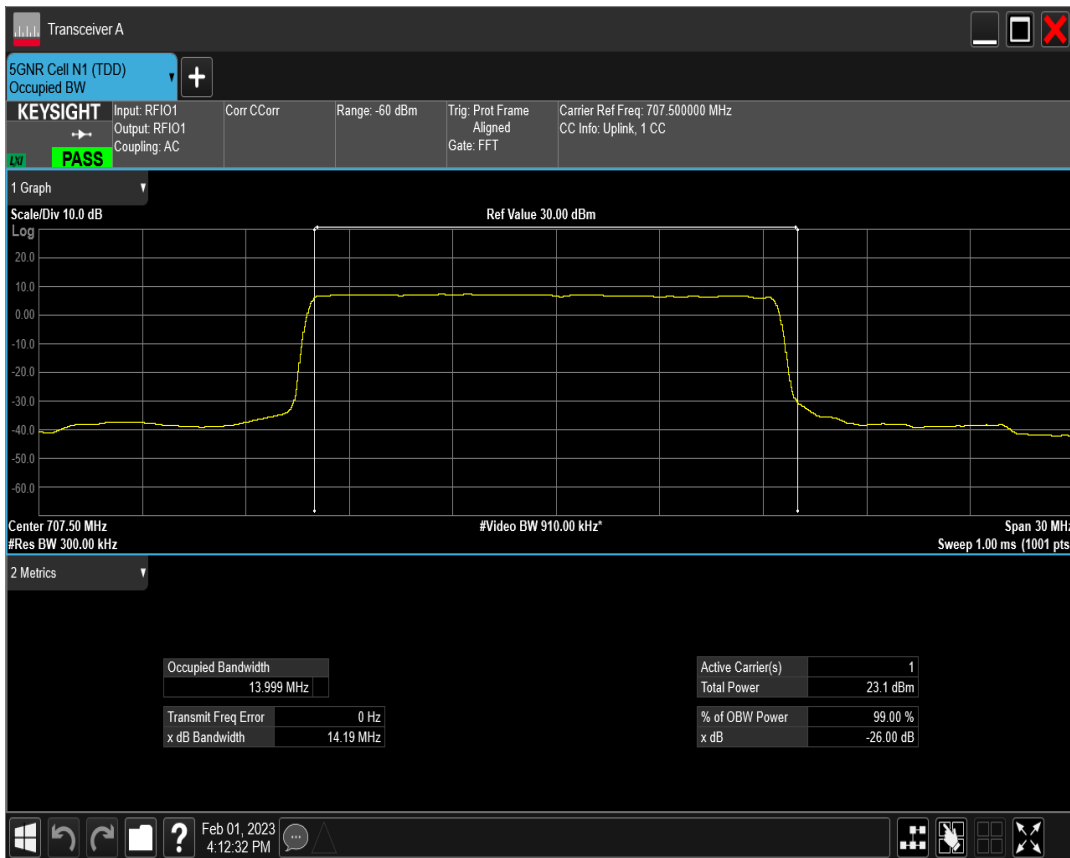 Transceiver A
5GNR Cell N1 (TDD)
Occupied BW
+
KEYSIGHT
LXI
PASS
Input: RFIO1
Output: RFIO1
Coupling: AC
Corr CCorr
Range: -60 dBm
Trig: Prot Frame
Aligned
Gate: FFT
Carrier Ref Freq: 707.500000 MHz
CC Info: Uplink, 1 CC
1 Graph
Scale/Div 10.0 dB
Ref Value 30.00 dBm
Log
20.0
10.0
0.00
-10.0
-20.0
-30.0
-40.0
-50.0
-60.0
Center 707.50 MHz
#Video BW 910.00 kHz*
Span 30 MHz
#Res BW 300.00 kHz
Sweep 1.00 ms (1001 pts
2 Metrics
Occupied Bandwidth
13.999 MHz
Transmit Freq Error 0 Hz
x dB Bandwidth 14.19 MHz
Active Carrier(s) 1
Total Power 23.1 dBm
% of OBW Power 99.00 %
x dB -26.00 dB
?
Feb 01, 2023
4:12:32 PM